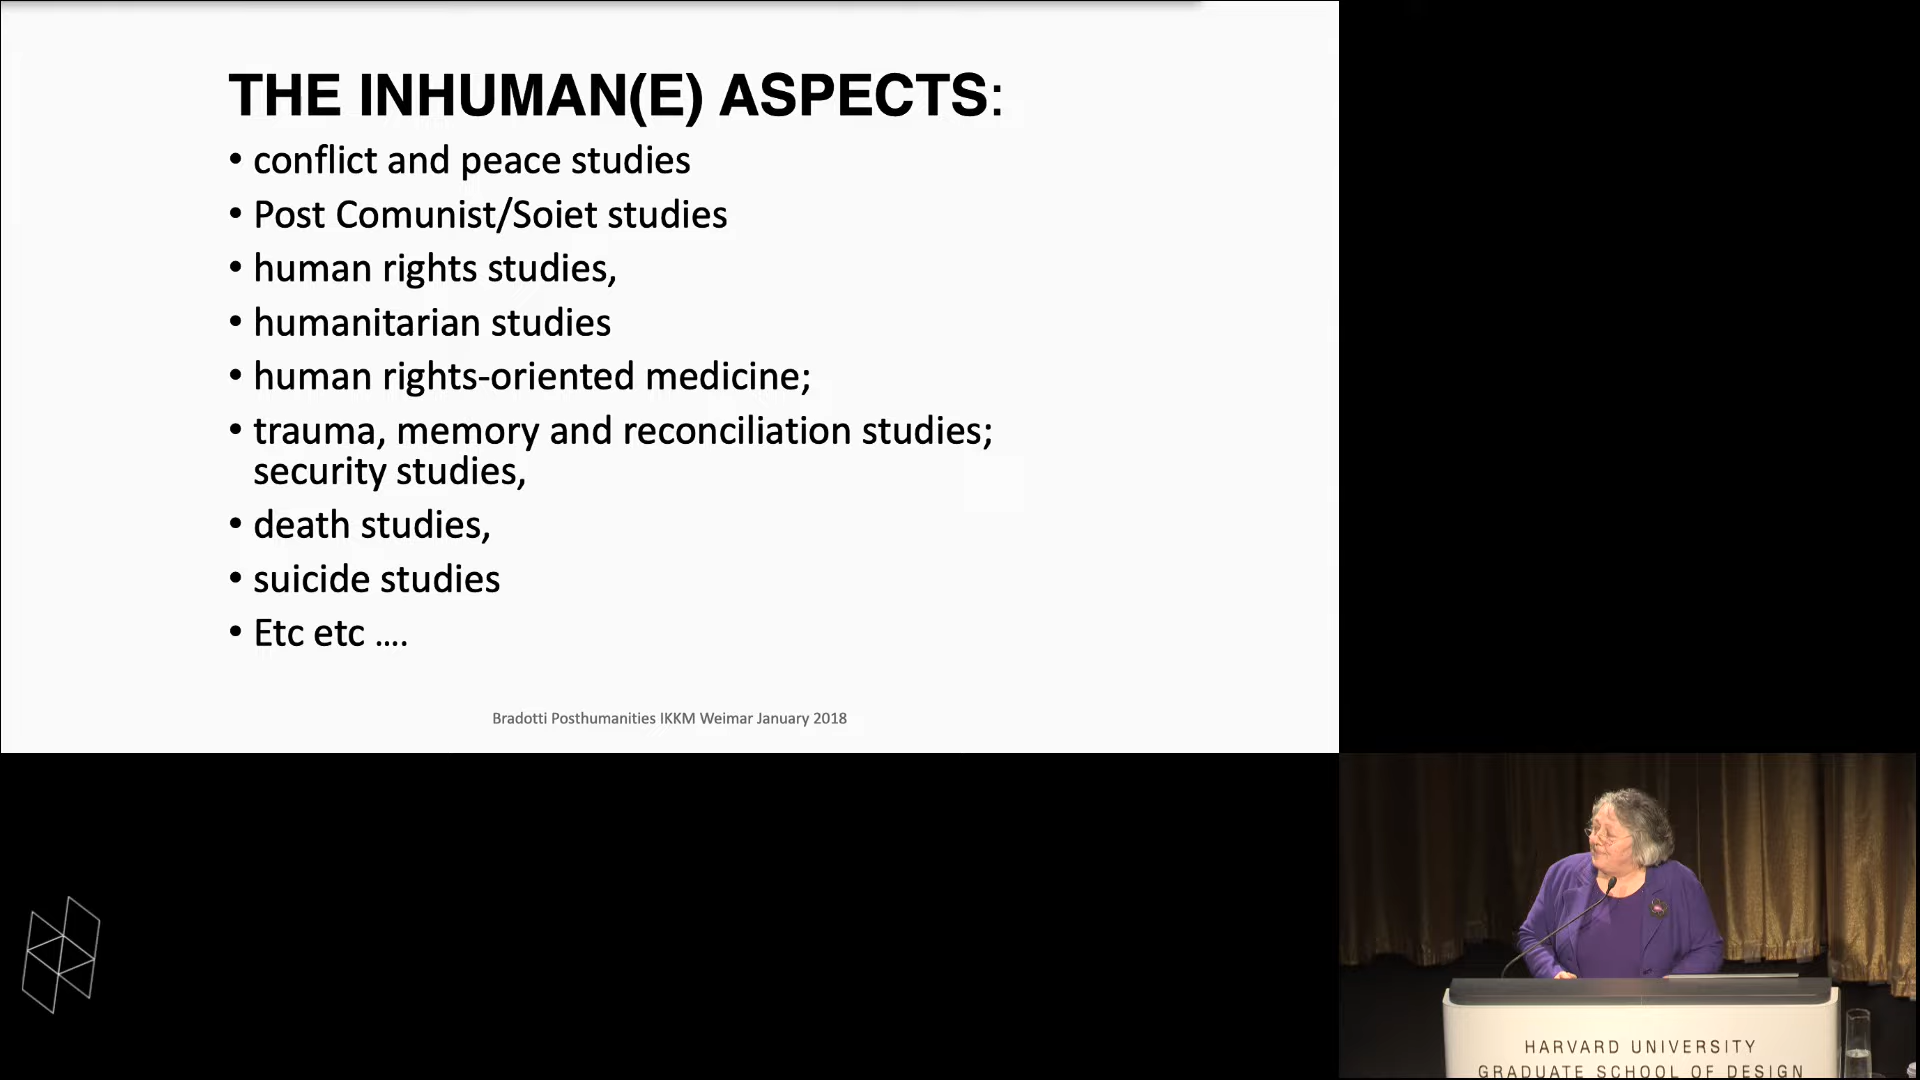 THE INHUMAN(E) ASPECTS:
• conflict and peace studies
• Post Comunist/Soiet studies
• human rights studies,
• humanitarian studies
• human rights-oriented medicine;
• trauma, memory and reconciliation studies;
security studies,
• death studies,
• suicide studies
• Etc etc ....
Bradotti Posthumanities IKKM Weimar January 2018
HARVARD UNIVERSITY
GRADUATE SCHOOL OF DESIGN